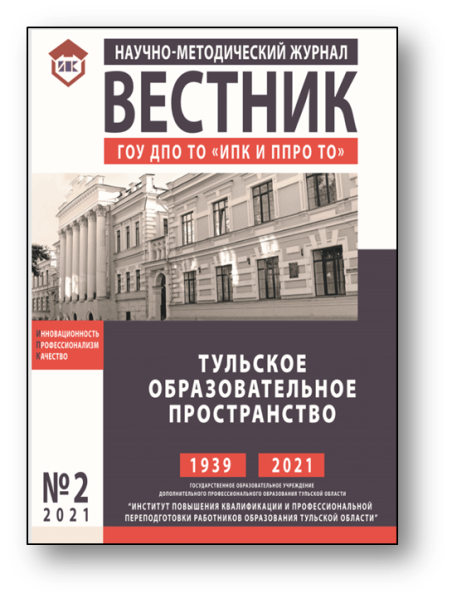 ИПК
НАУЧНО-МЕТОДИЧЕСКИЙ ЖУРНАЛ
ВЕСТНИК
ГОУ ДПО ТО «ИПК И ППРО ТО»
ИННОВАЦИОННОСТЬ
ПРОФЕССИОНАЛИЗМ
КАЧЕСТВО
ТУЛЬСКОЕ
ОБРАЗОВАТЕЛЬНОЕ
ПРОСТРАНСТВО
1939 2021
№2
2021
ГОСУДАРСТВЕННОЕ ОБРАЗОВАТЕЛЬНОЕ УЧРЕЖДЕНИЕ
ДОПОЛНИТЕЛЬНОГО ПРОФЕССИОНАЛЬНОГО ОБРАЗОВАНИЯ ТУЛЬСКОЙ ОБЛАСТИ
"ИНСТИТУТ ПОВЫШЕНИЯ КВАЛИФИКАЦИИ И ПРОФЕССИОНАЛЬНОЙ
ПЕРЕПОДГОТОВКИ РАБОТНИКОВ ОБРАЗОВАНИЯ ТУЛЬСКОЙ ОБЛАСТИ"